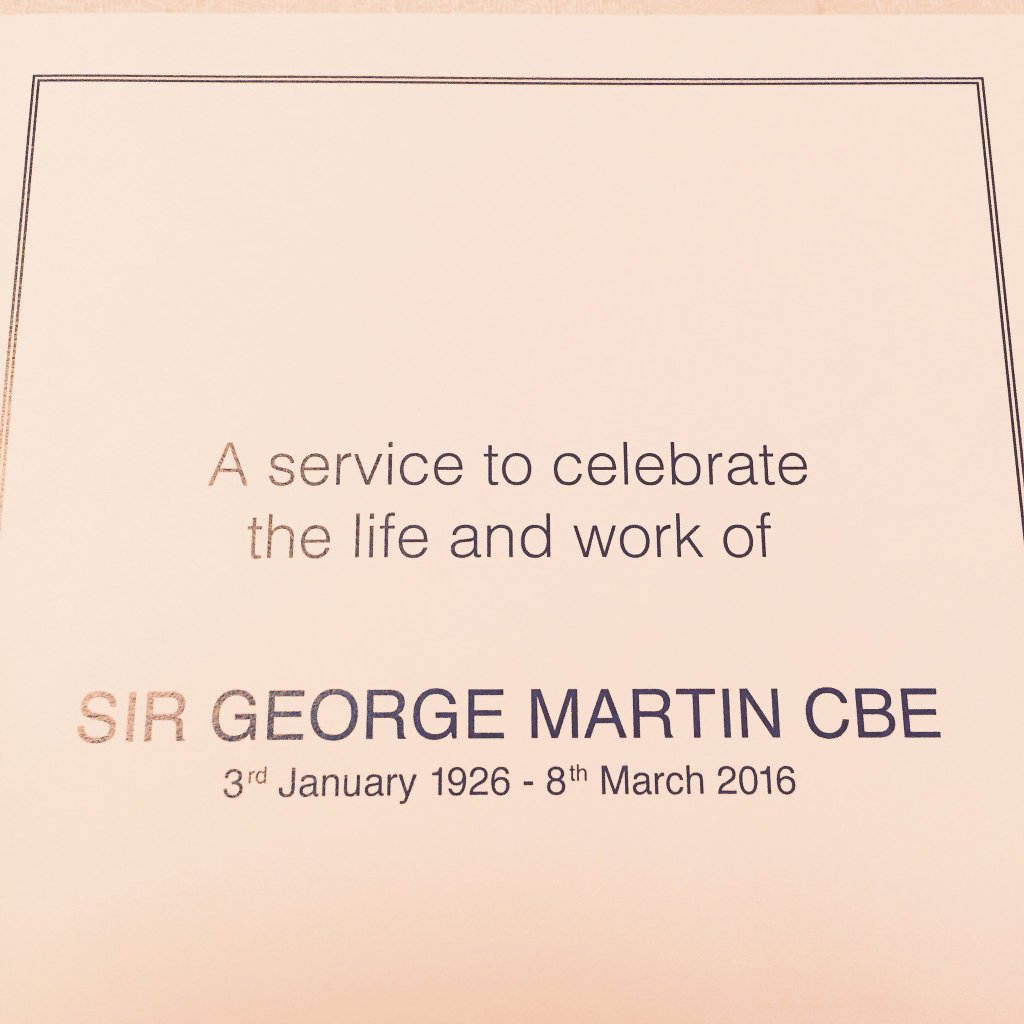 A service to celebrate
the life and work of
SIR GEORGE MARTIN CBE
3rd January 1926 - 8th March 2016